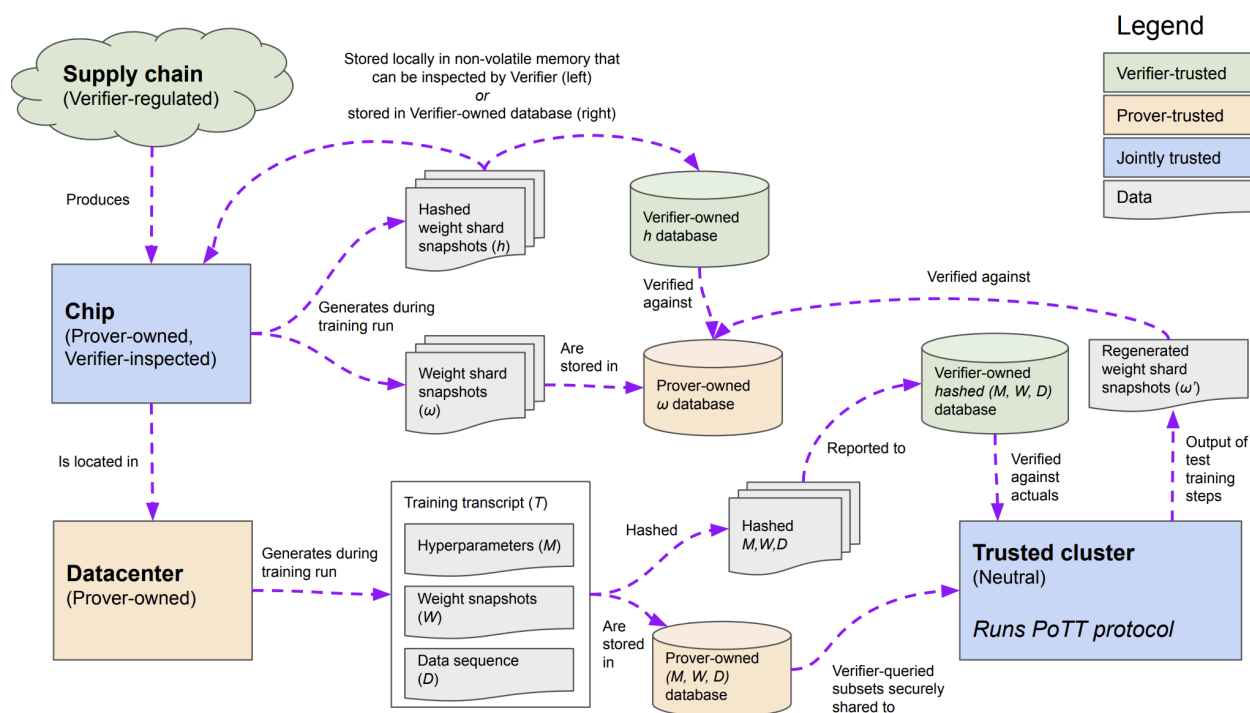 Supply chain
(Verifier-regulated)
Stored locally in non-volatile memory that
can be inspected by Verifier (left)
or
stored in Verifier-owned database (right)
Legend
Verifier-trusted
Prover-trusted
Jointly trusted
Data
Produces
Hashed
weight shard
snapshots (h)
Verifier-owned
h database
Chip
(Prover-owned,
Verifier-inspected)
Generates during
training run
Verified
against
Verified against
Weight shard
snapshots
(ω)
Are
stored in
Prover-owned
ω database
Verifier-owned
hashed (M, W, D)
database
Regenerated
weight shard
snapshots (ω')
Is located in
Reported to
Verified
against
actuals
Output of
test
training
steps
Datacenter
(Prover-owned)
Generates during
training run
Training transcript (T)
Hyperparameters (M)
Weight snapshots
(W)
Data sequence
(D)
Hashed
Hashed
M,W,D
Are
stored
in
Prover-owned
(M, W, D)
database
Verifier-queried
subsets securely
shared to
Trusted cluster
(Neutral)
Runs PoTT protocol